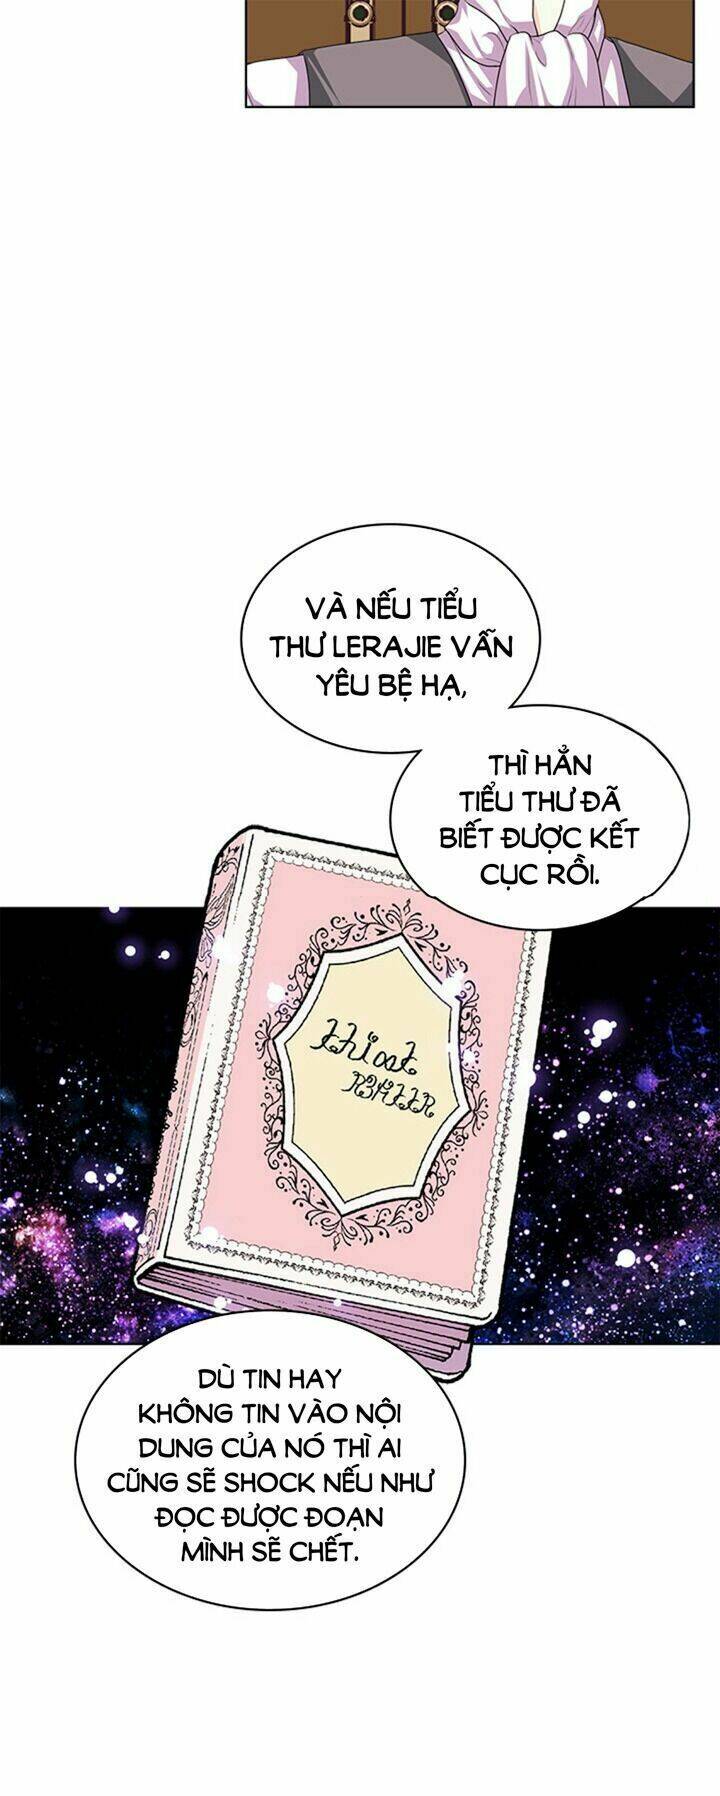 VÀ NẾU TIỂU
THƯ LERAJIE VẪN
YÊU BỆ HẠ,
THÌ HẲN
TIỂU THƯ ĐÃ
BIẾT ĐƯỢC KẾT
CỤC RỒI.
DÙ TIN HAY
KHÔNG TIN VÀO NỘI
DUNG CỦA NÓ THÌ AI
CŨNG SẼ SHOCK NẾU NHƯ
ĐỌC ĐƯỢC ĐOẠN
MÌNH SẼ CHẾT.